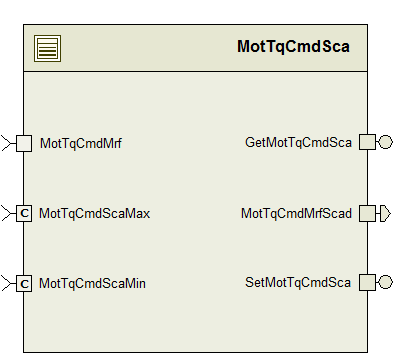 MotTqCmdSca
MotTqCmdMrf
GetMotTqCmdSca
C MotTqCmdScaMax
MotTqCmdMrfScad
C MotTqCmdScaMin
SetMotTqCmdSca